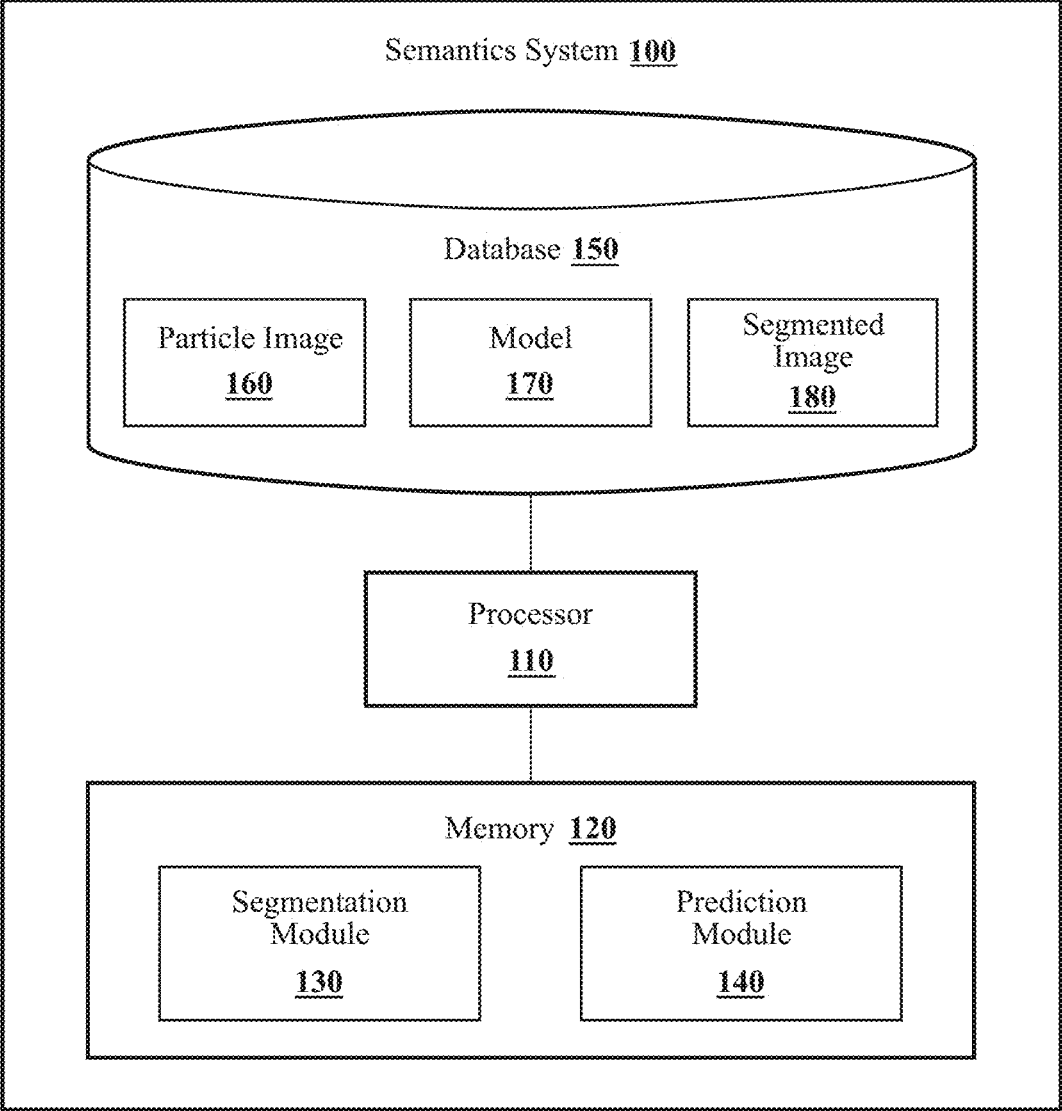 Semantics System 100
Database 150
Particle Image
160
Model
170
Segmented
Image
180
Processor
110
Memory 120
Segmentation
Module
130
Prediction
Module
140